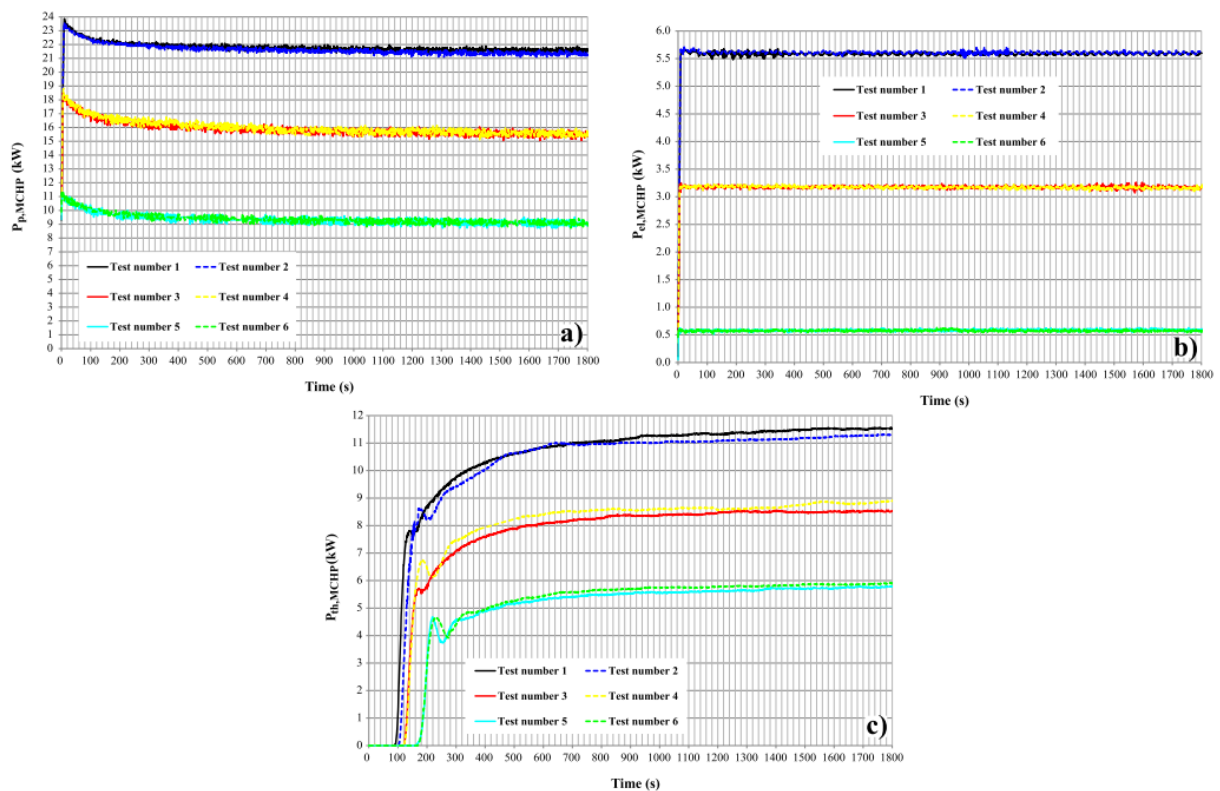 24
23
22
21
20
19
18
17
16
15
14
13
12
11
10
9
8
7
6
5
4
3
2
1
0
P_p,MCHP (kW)
Test number 1 Test number 2
Test number 3 Test number 4
Test number 5 Test number 6
a)
0 100 200 300 400 500 600 700 800 900 1000 1100 1200 1300 1400 1500 1600 1700 1800
Time (s)
6.0
5.5
5.0
4.5
4.0
3.5
3.0
2.5
2.0
1.5
1.0
0.5
0.0
P_el,MCHP (kW)
Test number 1 Test number 2
Test number 3 Test number 4
Test number 5 Test number 6
b)
0 100 200 300 400 500 600 700 800 900 1000 1100 1200 1300 1400 1500 1600 1700 1800
Time (s)
12
11
10
9
8
7
6
5
4
3
2
1
0
P_th,MCHP (kW)
Test number 1 Test number 2
Test number 3 Test number 4
Test number 5 Test number 6
c)
0 100 200 300 400 500 600 700 800 900 1000 1100 1200 1300 1400 1500 1600 1700 1800
Time (s)